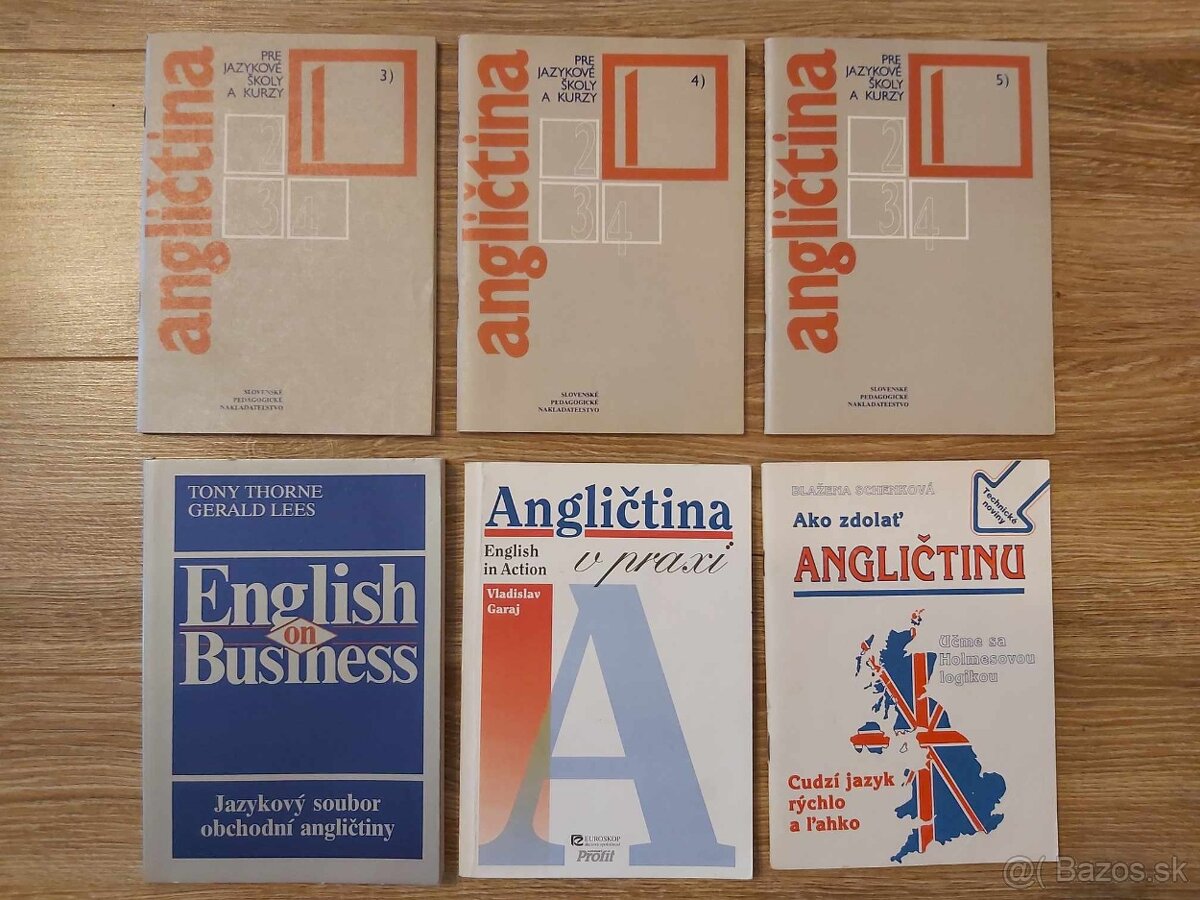 angličtina
PRE
JAZYKOVÉ
ŠKOLY
A KURZY
3)
1
2
3
4
SLOVENSKÉ
PEDAGOGICKÉ
NAKLADATEĽSTVO
angličtina
PRE
JAZYKOVÉ
ŠKOLY
A KURZY
4)
1
2
3
4
SLOVENSKÉ
PEDAGOGICKÉ
NAKLADATEĽSTVO
angličtina
PRE
JAZYKOVÉ
ŠKOLY
A KURZY
5)
1
2
3
4
SLOVENSKÉ
PEDAGOGICKÉ
NAKLADATEĽSTVO
TONY THORNE
GERALD LEES
English
on
Business
Jazykový soubor
obchodní angličtiny
Angličtina
v praxi
English
in Action
Vladislav
Garaj
EUROSKOP
Profit
BLAŽENA SCHENKOVÁ
Technické
noviny
Ako zdolať
ANGLIČTINU
Učme sa
Holmesovou
logikou
Cudzí jazyk
rýchlo
a ľahko
@( Bazos.sk